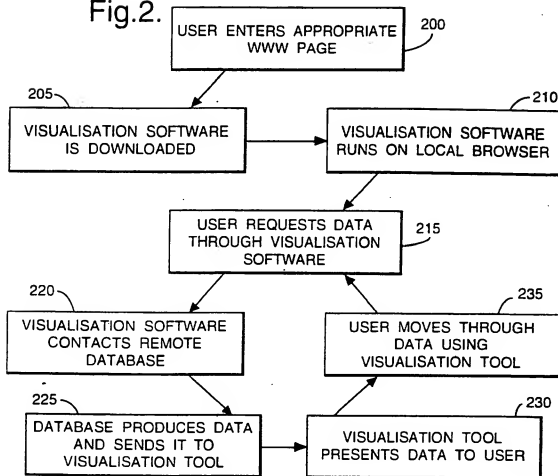 Fig.2.
USER ENTERS APPROPRIATE
WWW PAGE
200
205
VISUALISATION SOFTWARE
IS DOWNLOADED
210
VISUALISATION SOFTWARE
RUNS ON LOCAL BROWSER
USER REQUESTS DATA
THROUGH VISUALISATION
SOFTWARE
215
220
VISUALISATION SOFTWARE
CONTACTS REMOTE
DATABASE
235
USER MOVES THROUGH
DATA USING
VISUALISATION TOOL
225
DATABASE PRODUCES DATA
AND SENDS IT TO
VISUALISATION TOOL
230
VISUALISATION TOOL
PRESENTS DATA TO USER